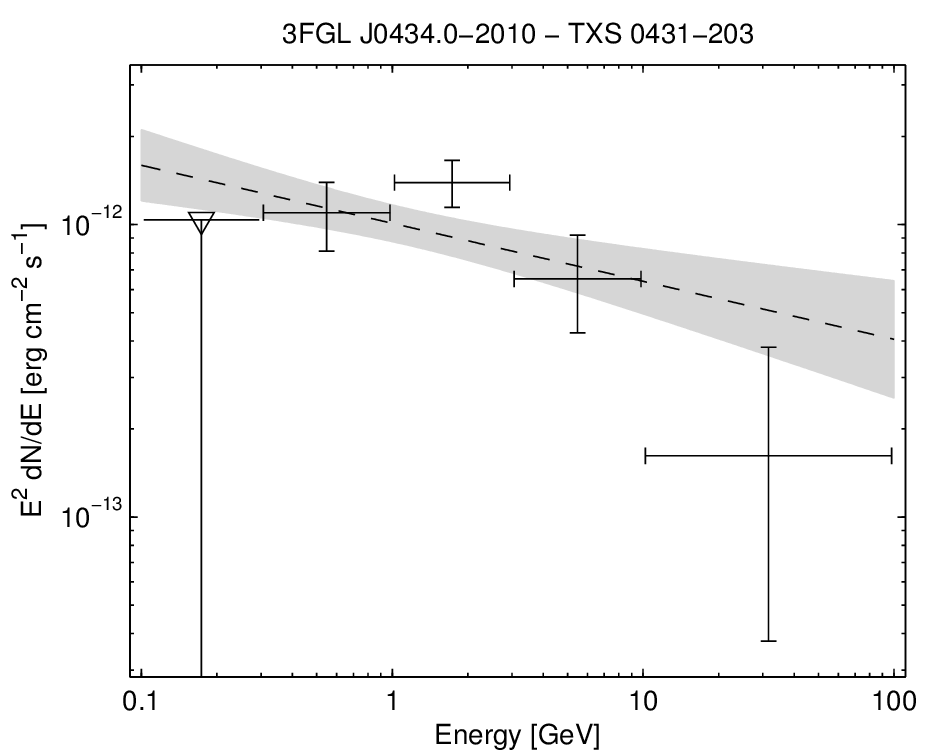 3FGL J0434.0−2010 − TXS 0431−203
E² dN/dE [erg cm⁻² s⁻¹]
10⁻¹²
10⁻¹³
0.1 1 10 100
Energy [GeV]